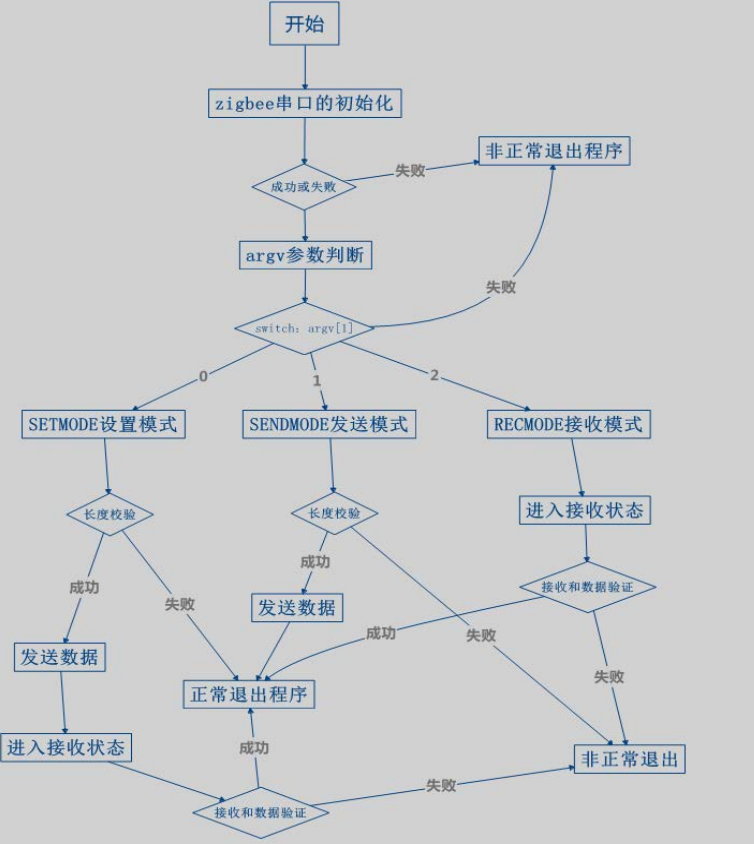 开始
zigbee串口的初始化
非正常退出程序
失败
成功或失败
argv参数判断
失败
switch: argv[1]
0
1
2
SETMODE设置模式
SENDMODE发送模式
RECMODE接收模式
长度校验
长度校验
进入接收状态
成功
接收和数据验证
成功
失败
发送数据
成功
失败
发送数据
失败
正常退出程序
进入接收状态
成功
非正常退出
失败
接收和数据验证